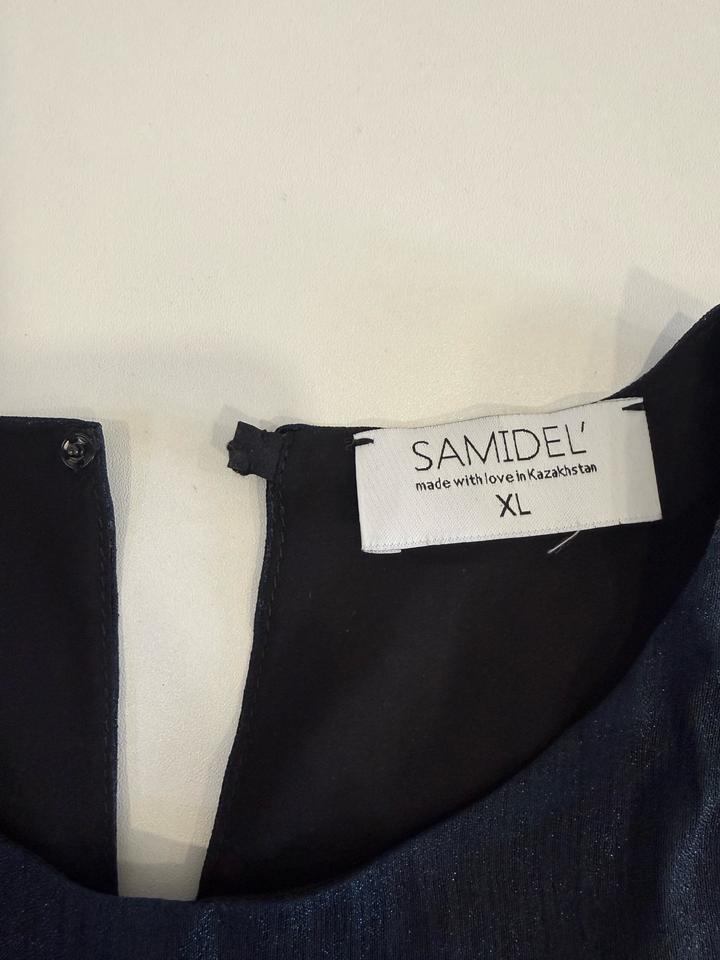 SAMIDEL'
made with love in Kazakhstan
XL